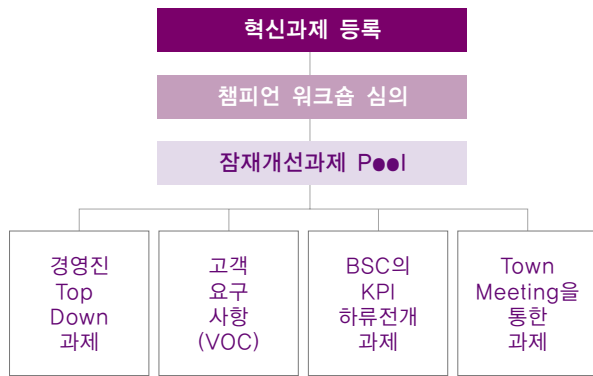 혁신과제 등록
챔피언 워크숍 심의
잠재개선과제 Pool
경영진
Top
Down
과제
고객
요구
사항
(VOC)
BSC의
KPI
하류전개
과제
Town
Meeting을
통한
과제